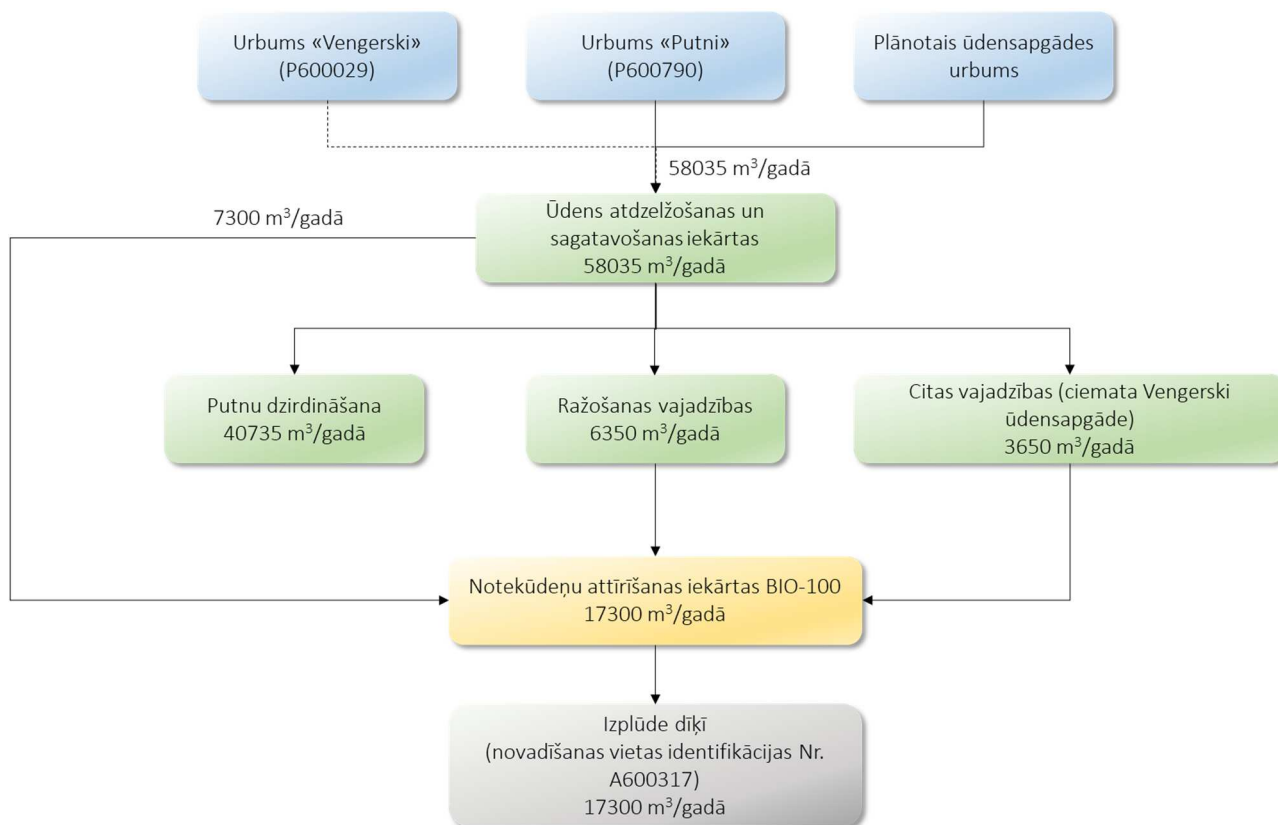 Urbums «Vengerski»
(P600029)
Urbums «Putni»
(P600790)
Plānotais ūdensapgādes
urbums
58035 m³/gadā
7300 m³/gadā
Ūdens atdzelžošanas un
sagatavošanas iekārtas
58035 m³/gadā
Putnu dzirdināšana
40735 m³/gadā
Ražošanas vajadzības
6350 m³/gadā
Citas vajadzības (ciemata Vengerski
ūdensapgāde)
3650 m³/gadā
Notekūdeņu attīrīšanas iekārtas BIO-100
17300 m³/gadā
Izplūde dīķī
(novadīšanas vietas identifikācijas Nr.
A600317)
17300 m³/gadā